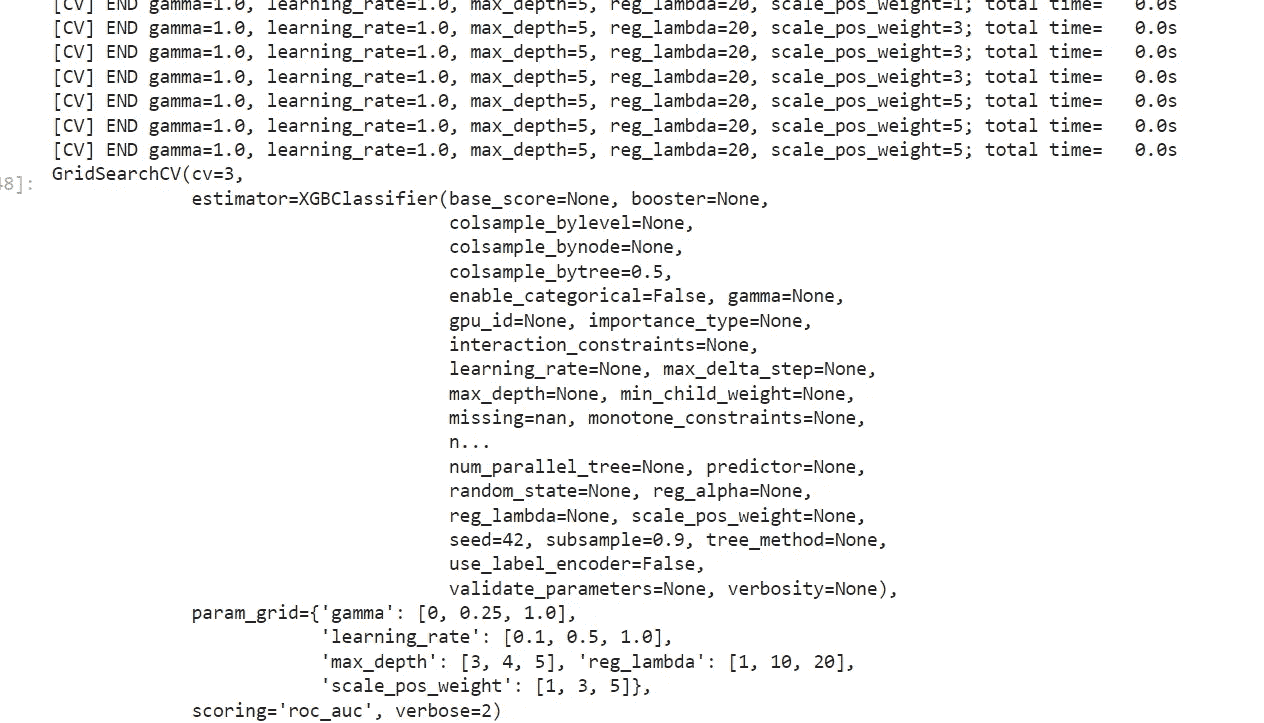 [CV] END gamma=1.0, learning_rate=1.0, max_depth=5, reg_lambda=20, scale_pos_weight=1; total time=   0.0s
[CV] END gamma=1.0, learning_rate=1.0, max_depth=5, reg_lambda=20, scale_pos_weight=3; total time=   0.0s
[CV] END gamma=1.0, learning_rate=1.0, max_depth=5, reg_lambda=20, scale_pos_weight=3; total time=   0.0s
[CV] END gamma=1.0, learning_rate=1.0, max_depth=5, reg_lambda=20, scale_pos_weight=3; total time=   0.0s
[CV] END gamma=1.0, learning_rate=1.0, max_depth=5, reg_lambda=20, scale_pos_weight=5; total time=   0.0s
[CV] END gamma=1.0, learning_rate=1.0, max_depth=5, reg_lambda=20, scale_pos_weight=5; total time=   0.0s
[CV] END gamma=1.0, learning_rate=1.0, max_depth=5, reg_lambda=20, scale_pos_weight=5; total time=   0.0s
48]: GridSearchCV(cv=3,
estimator=XGBClassifier(base_score=None, booster=None,
colsample_bylevel=None,
colsample_bynode=None,
colsample_bytree=0.5,
enable_categorical=False, gamma=None,
gpu_id=None, importance_type=None,
interaction_constraints=None,
learning_rate=None, max_delta_step=None,
max_depth=None, min_child_weight=None,
missing=nan, monotone_constraints=None,
n...
num_parallel_tree=None, predictor=None,
random_state=None, reg_alpha=None,
reg_lambda=None, scale_pos_weight=None,
seed=42, subsample=0.9, tree_method=None,
use_label_encoder=False,
validate_parameters=None, verbosity=None),
param_grid={'gamma': [0, 0.25, 1.0],
'learning_rate': [0.1, 0.5, 1.0],
'max_depth': [3, 4, 5], 'reg_lambda': [1, 10, 20],
'scale_pos_weight': [1, 3, 5]},
scoring='roc_auc', verbose=2)